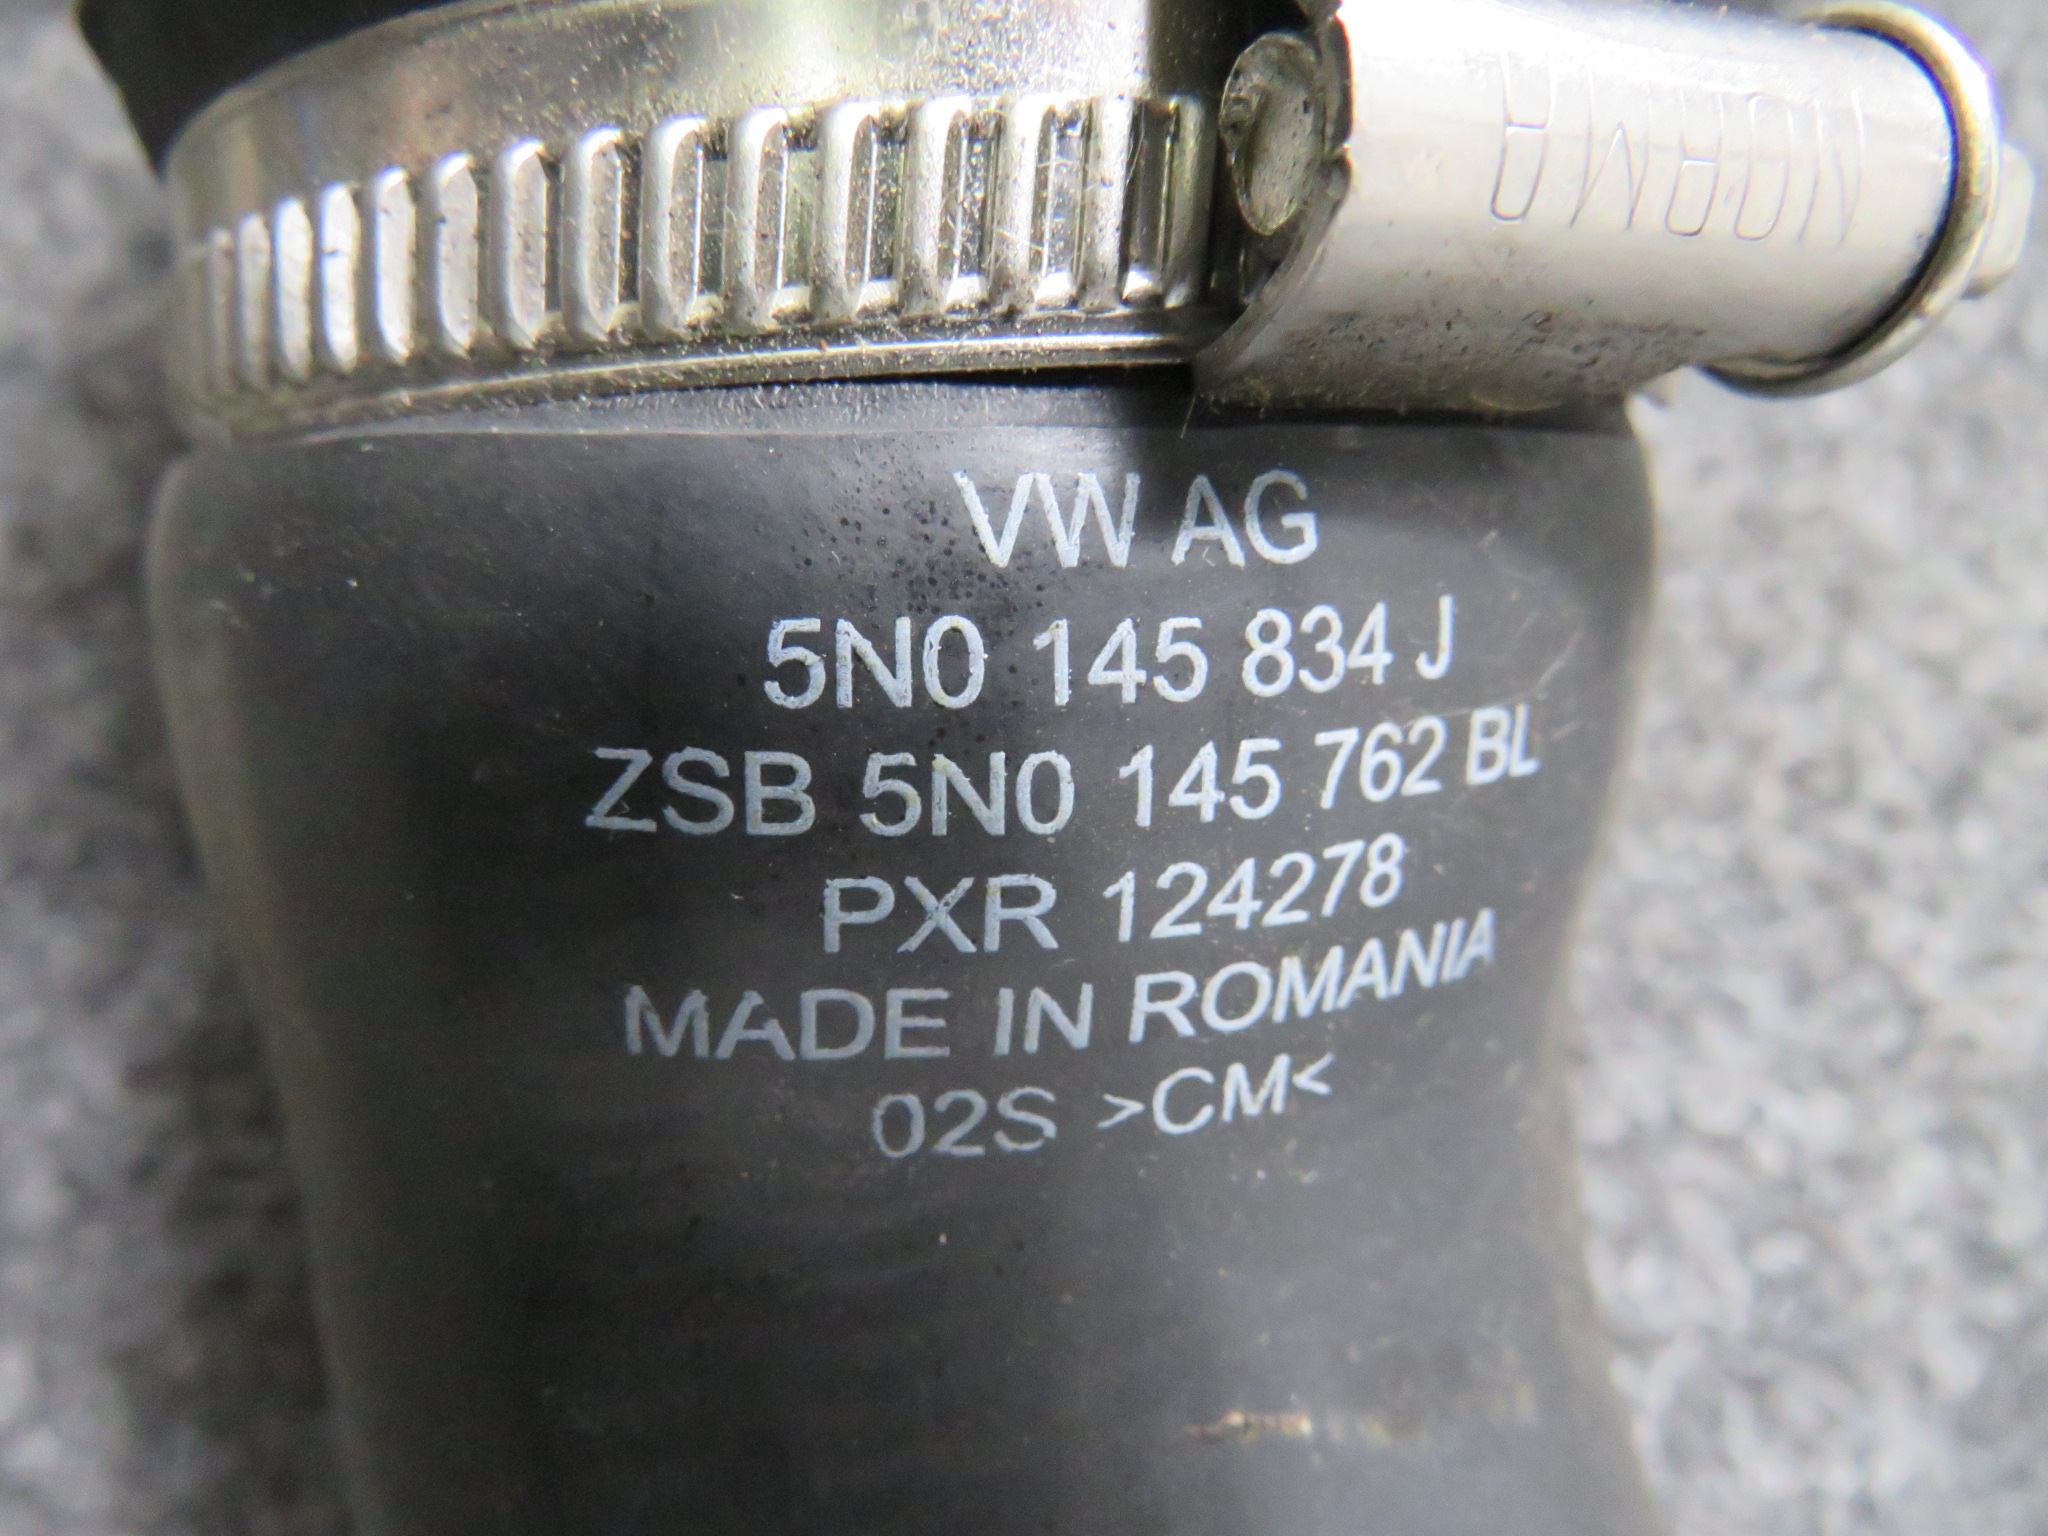 NORMA
VW AG
5N0 145 834 J
ZSB 5N0 145 762 BL
PXR 124278
MADE IN ROMANIA
02S >CM<